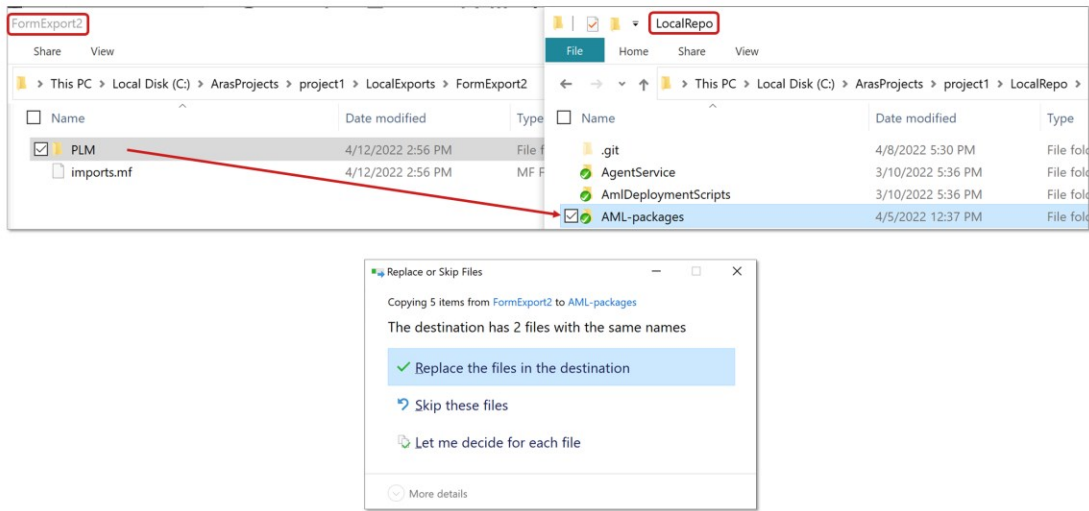 FormExport2
Share View
This PC > Local Disk (C:) > ArasProjects > project1 > LocalExports > FormExport2
Name Date modified Type
PLM 4/12/2022 2:56 PM File f
imports.mf 4/12/2022 2:56 PM MF F
LocalRepo
File Home Share View
This PC > Local Disk (C:) > ArasProjects > project1 > LocalRepo >
Name Date modified Type
.git 4/8/2022 5:30 PM File fold
AgentService 3/10/2022 5:36 PM File fold
AmlDeploymentScripts 3/10/2022 5:36 PM File fold
AML-packages 4/5/2022 12:37 PM File fold
Replace or Skip Files
Copying 5 items from FormExport2 to AML-packages
The destination has 2 files with the same names
Replace the files in the destination
Skip these files
Let me decide for each file
More details